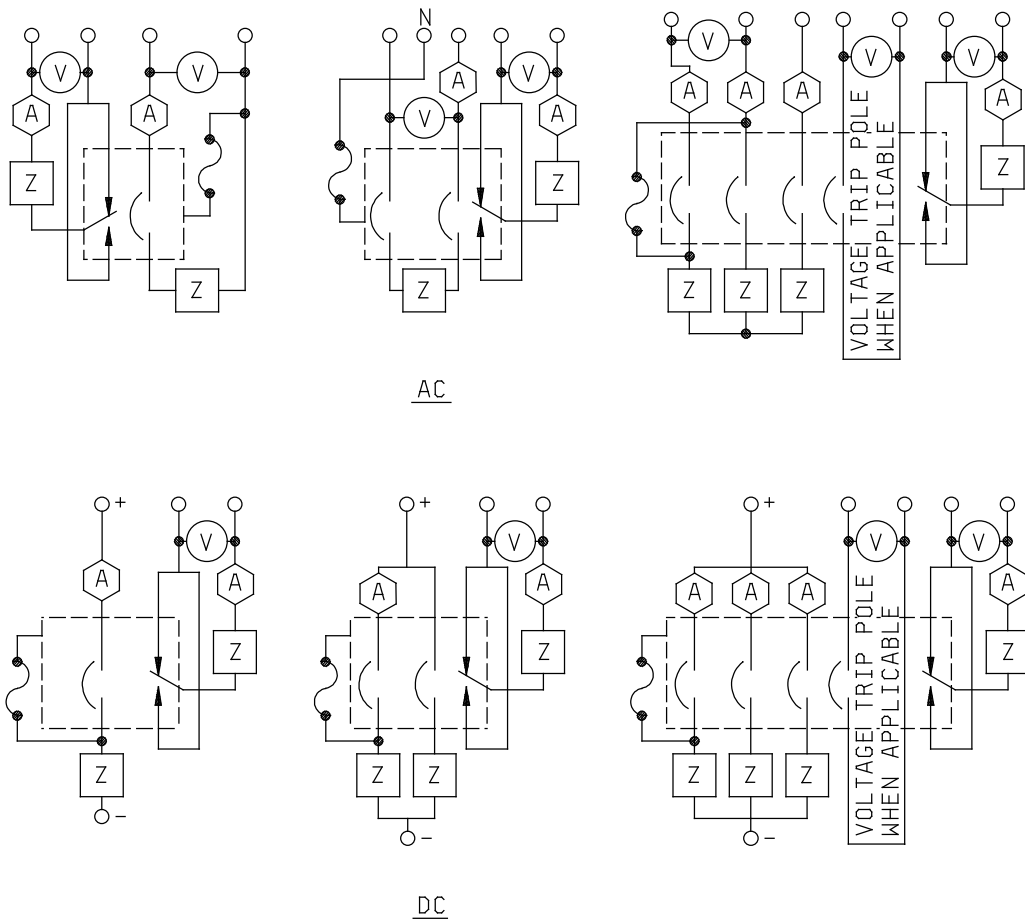 N
V V V V V V V
A A A A A A A A
Z Z Z Z Z Z Z Z
VOLTAGE TRIP POLE
WHEN APPLICABLE
AC
+ + +
V V V V
A A A A A A A A
Z Z Z
Z Z Z Z Z Z
VOLTAGE TRIP POLE
WHEN APPLICABLE
- - -
DC